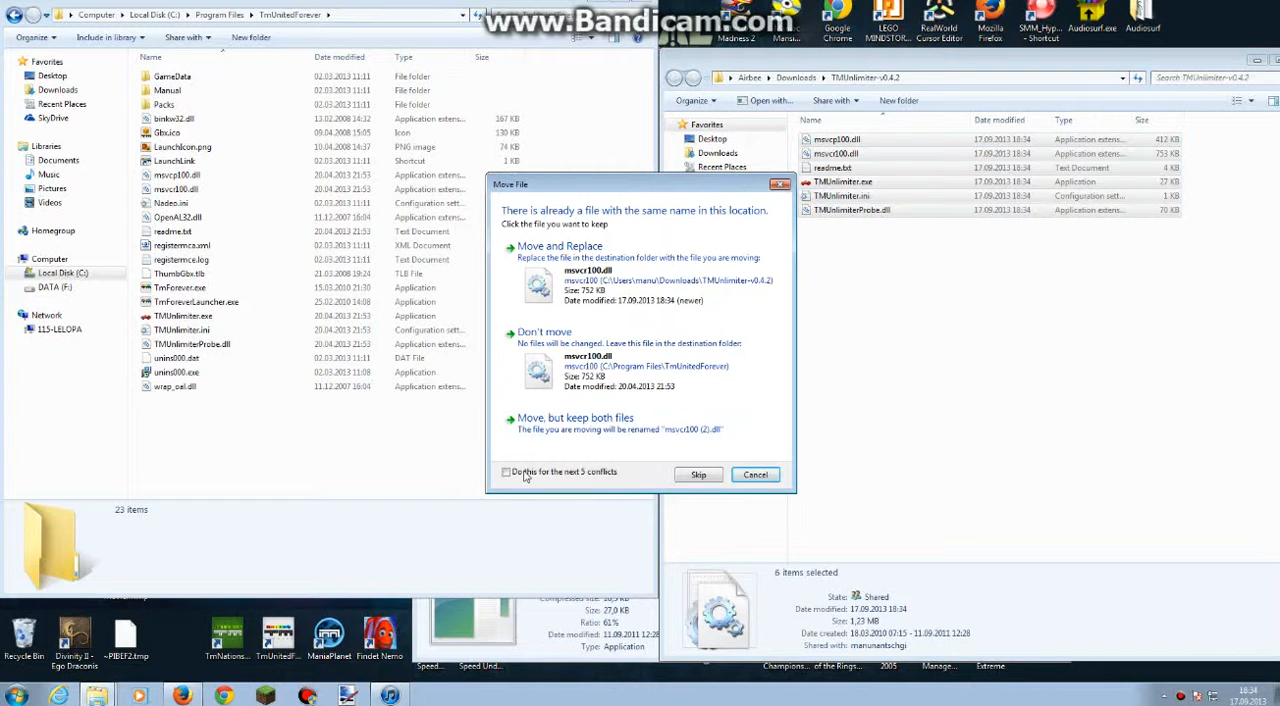 www.Bandicam.com
Computer ▸ Local Disk (C:) ▸ Program Files ▸ TmUnitedForever ▸
Organize ▾ Include in library ▾ Share with ▾ New folder
Name Date modified Type Size
Favorites
Desktop
Downloads
Recent Places
SkyDrive
Libraries
Documents
Music
Pictures
Videos
Homegroup
Computer
Local Disk (C:)
DATA (F:)
Network
115-LELOPA
GameData 02.03.2013 11:11 File folder
Manual 02.03.2013 11:11 File folder
Packs 02.03.2013 11:11 File folder
binkw32.dll 13.02.2008 14:32 Application extens... 167 KB
Gbx.ico 09.04.2008 15:05 Icon 130 KB
LaunchIcon.png 10.04.2008 14:37 PNG image 74 KB
LaunchLink 02.03.2013 11:11 Shortcut 1 KB
msvcp100.dll 20.04.2013 21:53 Application extens...
msvcr100.dll 20.04.2013 21:53 Application extens...
Nadeo.ini 02.03.2013 11:11 Configuration sett...
OpenAL32.dll 11.12.2007 16:04 Application extens...
readme.txt 20.04.2013 21:53 Text Document
registermca.xml 02.03.2013 11:11 XML Document
registermce.log 02.03.2013 11:11 Text Document
ThumbGbx.tlb 21.03.2008 19:24 TLB File
TmForever.exe 15.03.2010 21:30 Application
TmForeverLauncher.exe 25.02.2010 14:08 Application
TMUnlimiter.exe 20.04.2013 21:53 Application
TMUnlimiter.ini 20.04.2013 21:53 Configuration sett...
TMUnlimiterProbe.dll 20.04.2013 21:53 Application extens...
unins000.dat 02.03.2013 11:11 DAT File
unins000.exe 02.03.2013 11:11 Application
wrap_oal.dll 11.12.2007 16:04 Application extens...
23 items
Move File
There is already a file with the same name in this location.
Click the file you want to keep
Move and Replace
Replace the file in the destination folder with the file you are moving:
msvcr100.dll
msvcr100 (C:\Users\manu\Downloads\TMUnlimiter-v0.4.2)
Size: 752 KB
Date modified: 17.09.2013 18:34 (newer)
Don't move
No files will be changed. Leave this file in the destination folder:
msvcr100.dll
msvcr100 (C:\Program Files\TmUnitedForever)
Size: 752 KB
Date modified: 20.04.2013 21:53
Move, but keep both files
The file you are moving will be renamed "msvcr100 (2).dll"
Do this for the next 5 conflicts
Skip Cancel
Madness 2
Google
Chrome
LEGO
MINDSTOR...
RealWorld
Cursor Editor
Mozilla
Firefox
SMM_Hyp...
- Shortcut
Audiosurf.exe
Audiosurf
Airbee ▸ Downloads ▸ TMUnlimiter-v0.4.2
Search TMUnlimiter-v0.4.2
Organize ▾ Open with... Share with ▾ New folder
Name Date modified Type Size
Favorites
Desktop
Downloads
Recent Places
msvcp100.dll 17.09.2013 18:34 Application extens... 412 KB
msvcr100.dll 17.09.2013 18:34 Application extens... 753 KB
readme.txt 17.09.2013 18:34 Text Document 4 KB
TMUnlimiter.exe 17.09.2013 18:34 Application 27 KB
TMUnlimiter.ini 17.09.2013 18:34 Configuration sett... 1 KB
TMUnlimiterProbe.dll 17.09.2013 18:34 Application extens... 70 KB
6 items selected
State: Shared
Date modified: 17.09.2013 18:34
Size: 1,23 MB
Date created: 18.03.2010 07:15 - 11.09.2011 12:28
Shared with: manunantschgi
Size: 27,0 KB
Ratio: 61%
Date modified: 11.09.2011 12:28
Type: Application
Recycle Bin
Divinity II -
Ego Draconis
~PIBEF2.tmp
TmNations...
TmUnitedF...
ManiaPlanet
Findet Nemo
Speed...
Speed Und...
Champions
of the Rings...
2005
Manage...
Extreme
18:34
17.09.2013